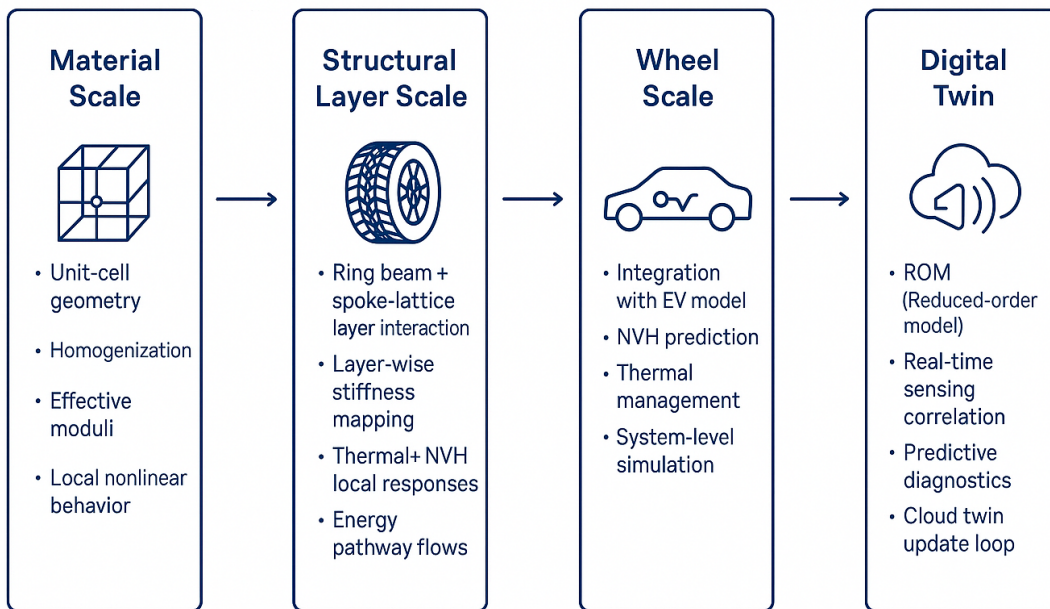 Material
Scale
• Unit-cell
geometry
• Homogenization
• Effective
moduli
• Local nonlinear
behavior
Structural
Layer Scale
• Ring beam +
spoke-lattice
layer interaction
• Layer-wise
stiffness
mapping
• Thermal+ NVH
local responses
• Energy
pathway flows
Wheel
Scale
• Integration
with EV model
• NVH prediction
• Thermal
management
• System-level
simulation
Digital
Twin
• ROM
(Reduced-order
model)
• Real-time
sensing
correlation
• Predictive
diagnostics
• Cloud twin
update loop